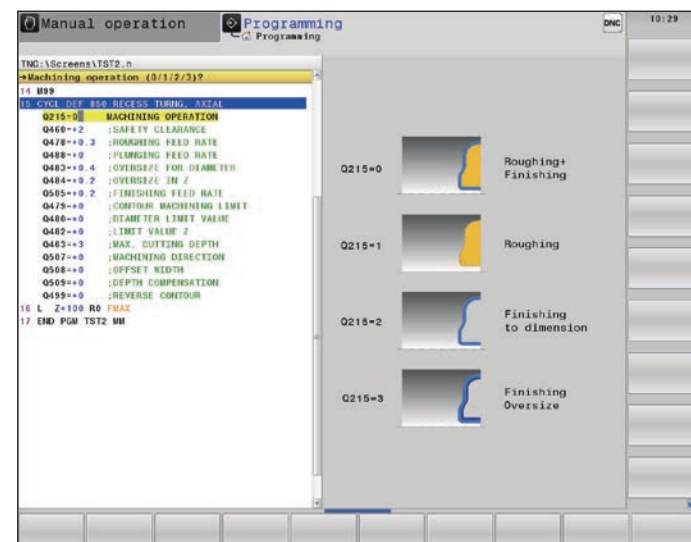 Manual operation
Programming
Programming
DNC
10:29
TNC:\Screens\TST2.h
→Machining operation (0/1/2/3)?
14 M99
15 CYCL DEF 850 RECESS TURNG, AXIAL
Q215=0 MACHINING OPERATION
Q460=+2 ;SAFETY CLEARANCE
Q478=+0.3 ;ROUGHING FEED RATE
Q488=+0 ;PLUNGING FEED RATE
Q483=+0.4 ;OVERSIZE FOR DIAMETER
Q484=+0.2 ;OVERSIZE IN Z
Q505=+0.2 ;FINISHING FEED RATE
Q479=+0 ;CONTOUR MACHINING LIMIT
Q480=+0 ;DIAMETER LIMIT VALUE
Q482=+0 ;LIMIT VALUE Z
Q463=+3 ;MAX. CUTTING DEPTH
Q507=+0 ;MACHINING DIRECTION
Q508=+0 ;OFFSET WIDTH
Q509=+0 ;DEPTH COMPENSATION
Q499=+0 ;REVERSE CONTOUR
16 L Z+100 R0 FMAX
17 END PGM TST2 MM
Q215=0
Roughing+
Finishing
Q215=1
Roughing
Q215=2
Finishing
to dimension
Q215=3
Finishing
Oversize